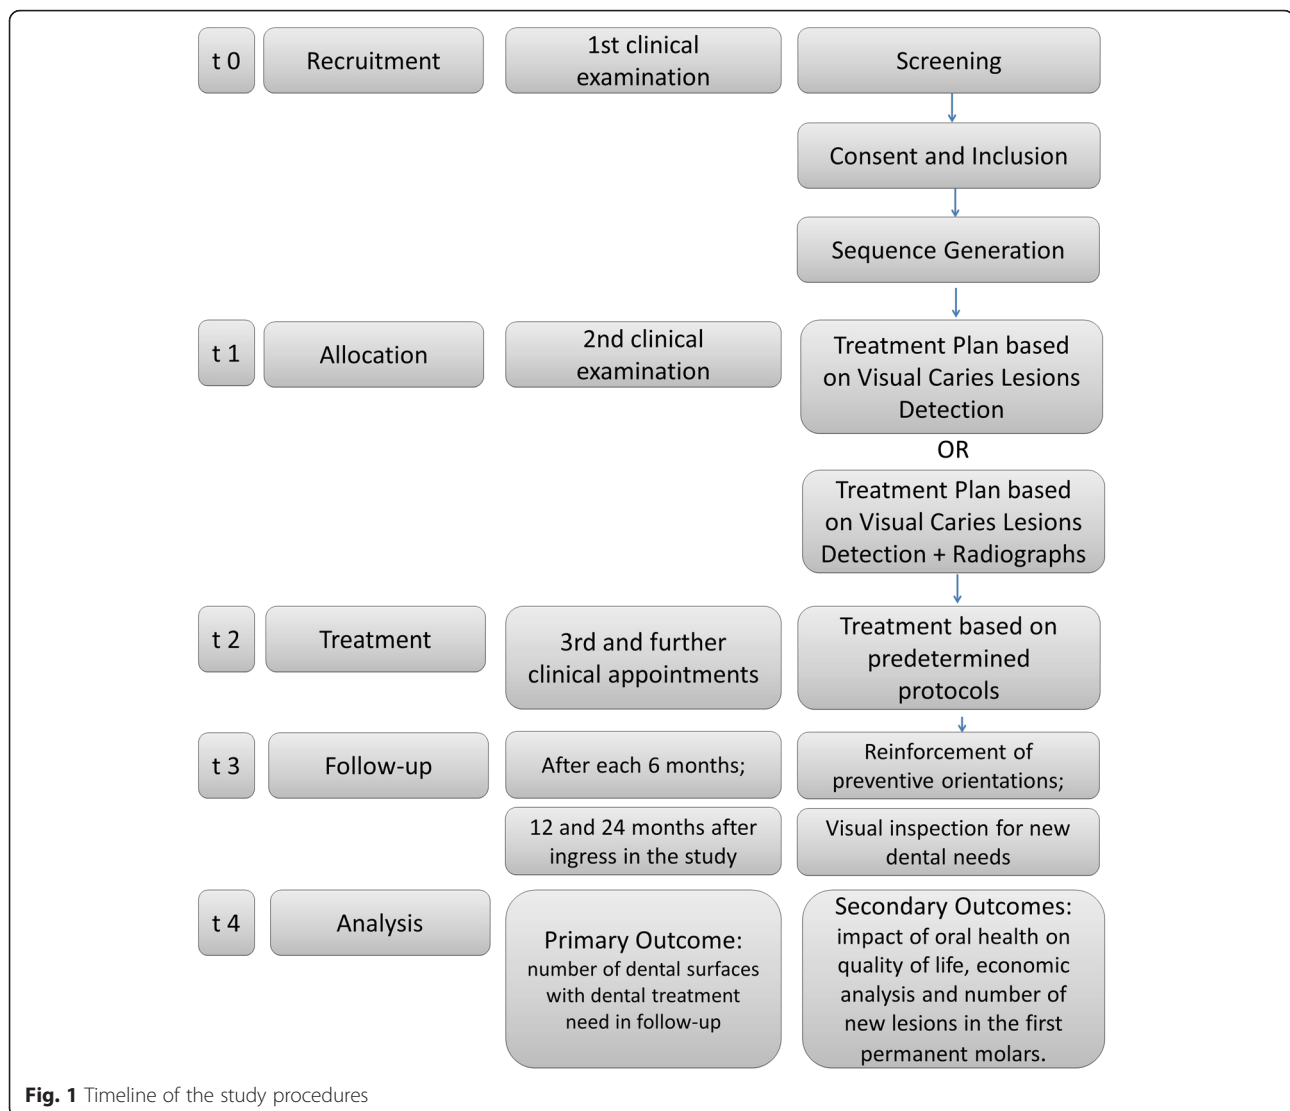 t 0
Recruitment
1st clinical
examination
Screening
Consent and Inclusion
Sequence Generation
t 1
Allocation
2nd clinical
examination
Treatment Plan based
on Visual Caries Lesions
Detection
OR
Treatment Plan based
on Visual Caries Lesions
Detection + Radiographs
t 2
Treatment
3rd and further
clinical appointments
Treatment based on
predetermined
protocols
t 3
Follow-up
After each 6 months;
Reinforcement of
preventive orientations;
12 and 24 months after
ingress in the study
Visual inspection for new
dental needs
t 4
Analysis
Primary Outcome:
number of dental surfaces
with dental treatment
need in follow-up
Secondary Outcomes:
impact of oral health on
quality of life, economic
analysis and number of
new lesions in the first
permanent molars.
Fig. 1 Timeline of the study procedures